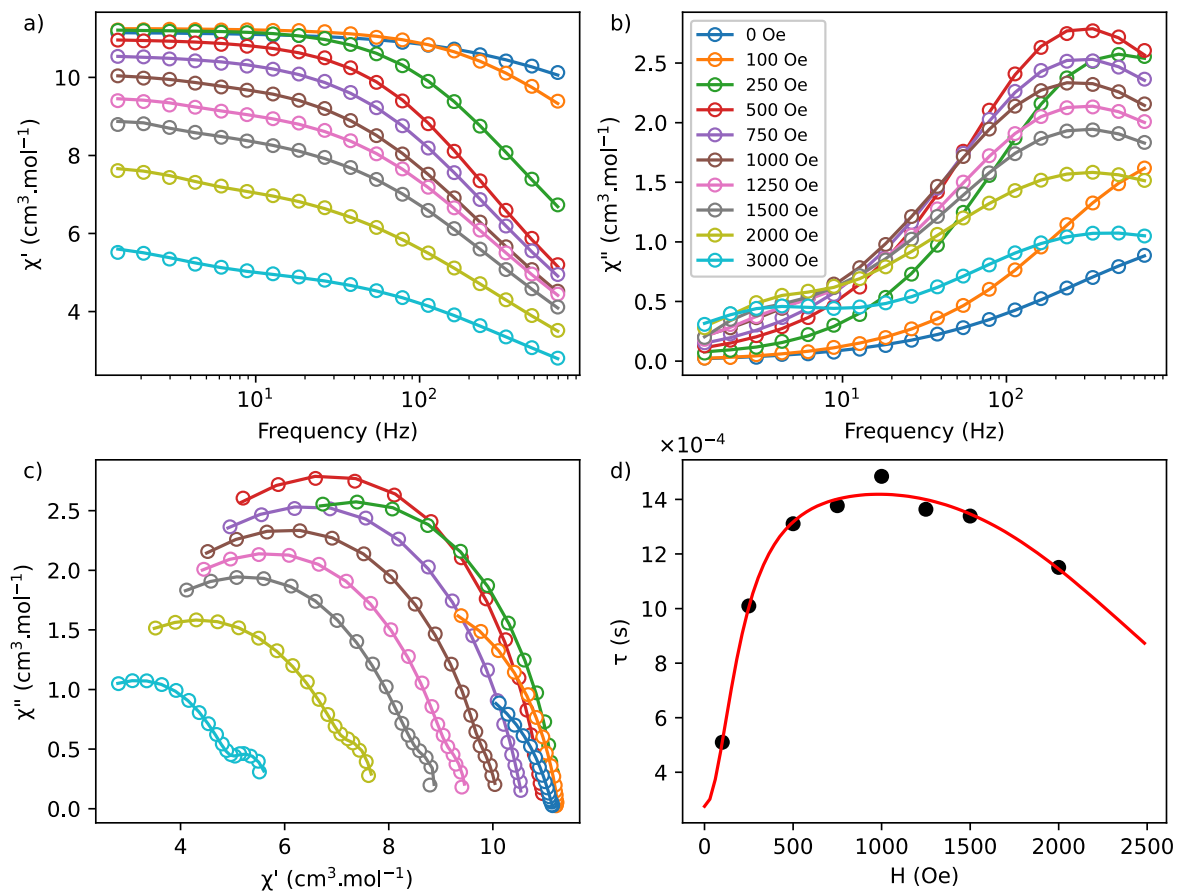 a)
χ' (cm³.mol⁻¹)
10
8
6
4
10¹
10²
Frequency (Hz)
b)
χ'' (cm³.mol⁻¹)
2.5
2.0
1.5
1.0
0.5
0.0
0 Oe
100 Oe
250 Oe
500 Oe
750 Oe
1000 Oe
1250 Oe
1500 Oe
2000 Oe
3000 Oe
10¹
10²
Frequency (Hz)
c)
χ'' (cm³.mol⁻¹)
2.5
2.0
1.5
1.0
0.5
0.0
4
6
8
10
χ' (cm³.mol⁻¹)
d)
×10⁻⁴
τ (s)
14
12
10
8
6
4
0
500
1000
1500
2000
2500
H (Oe)